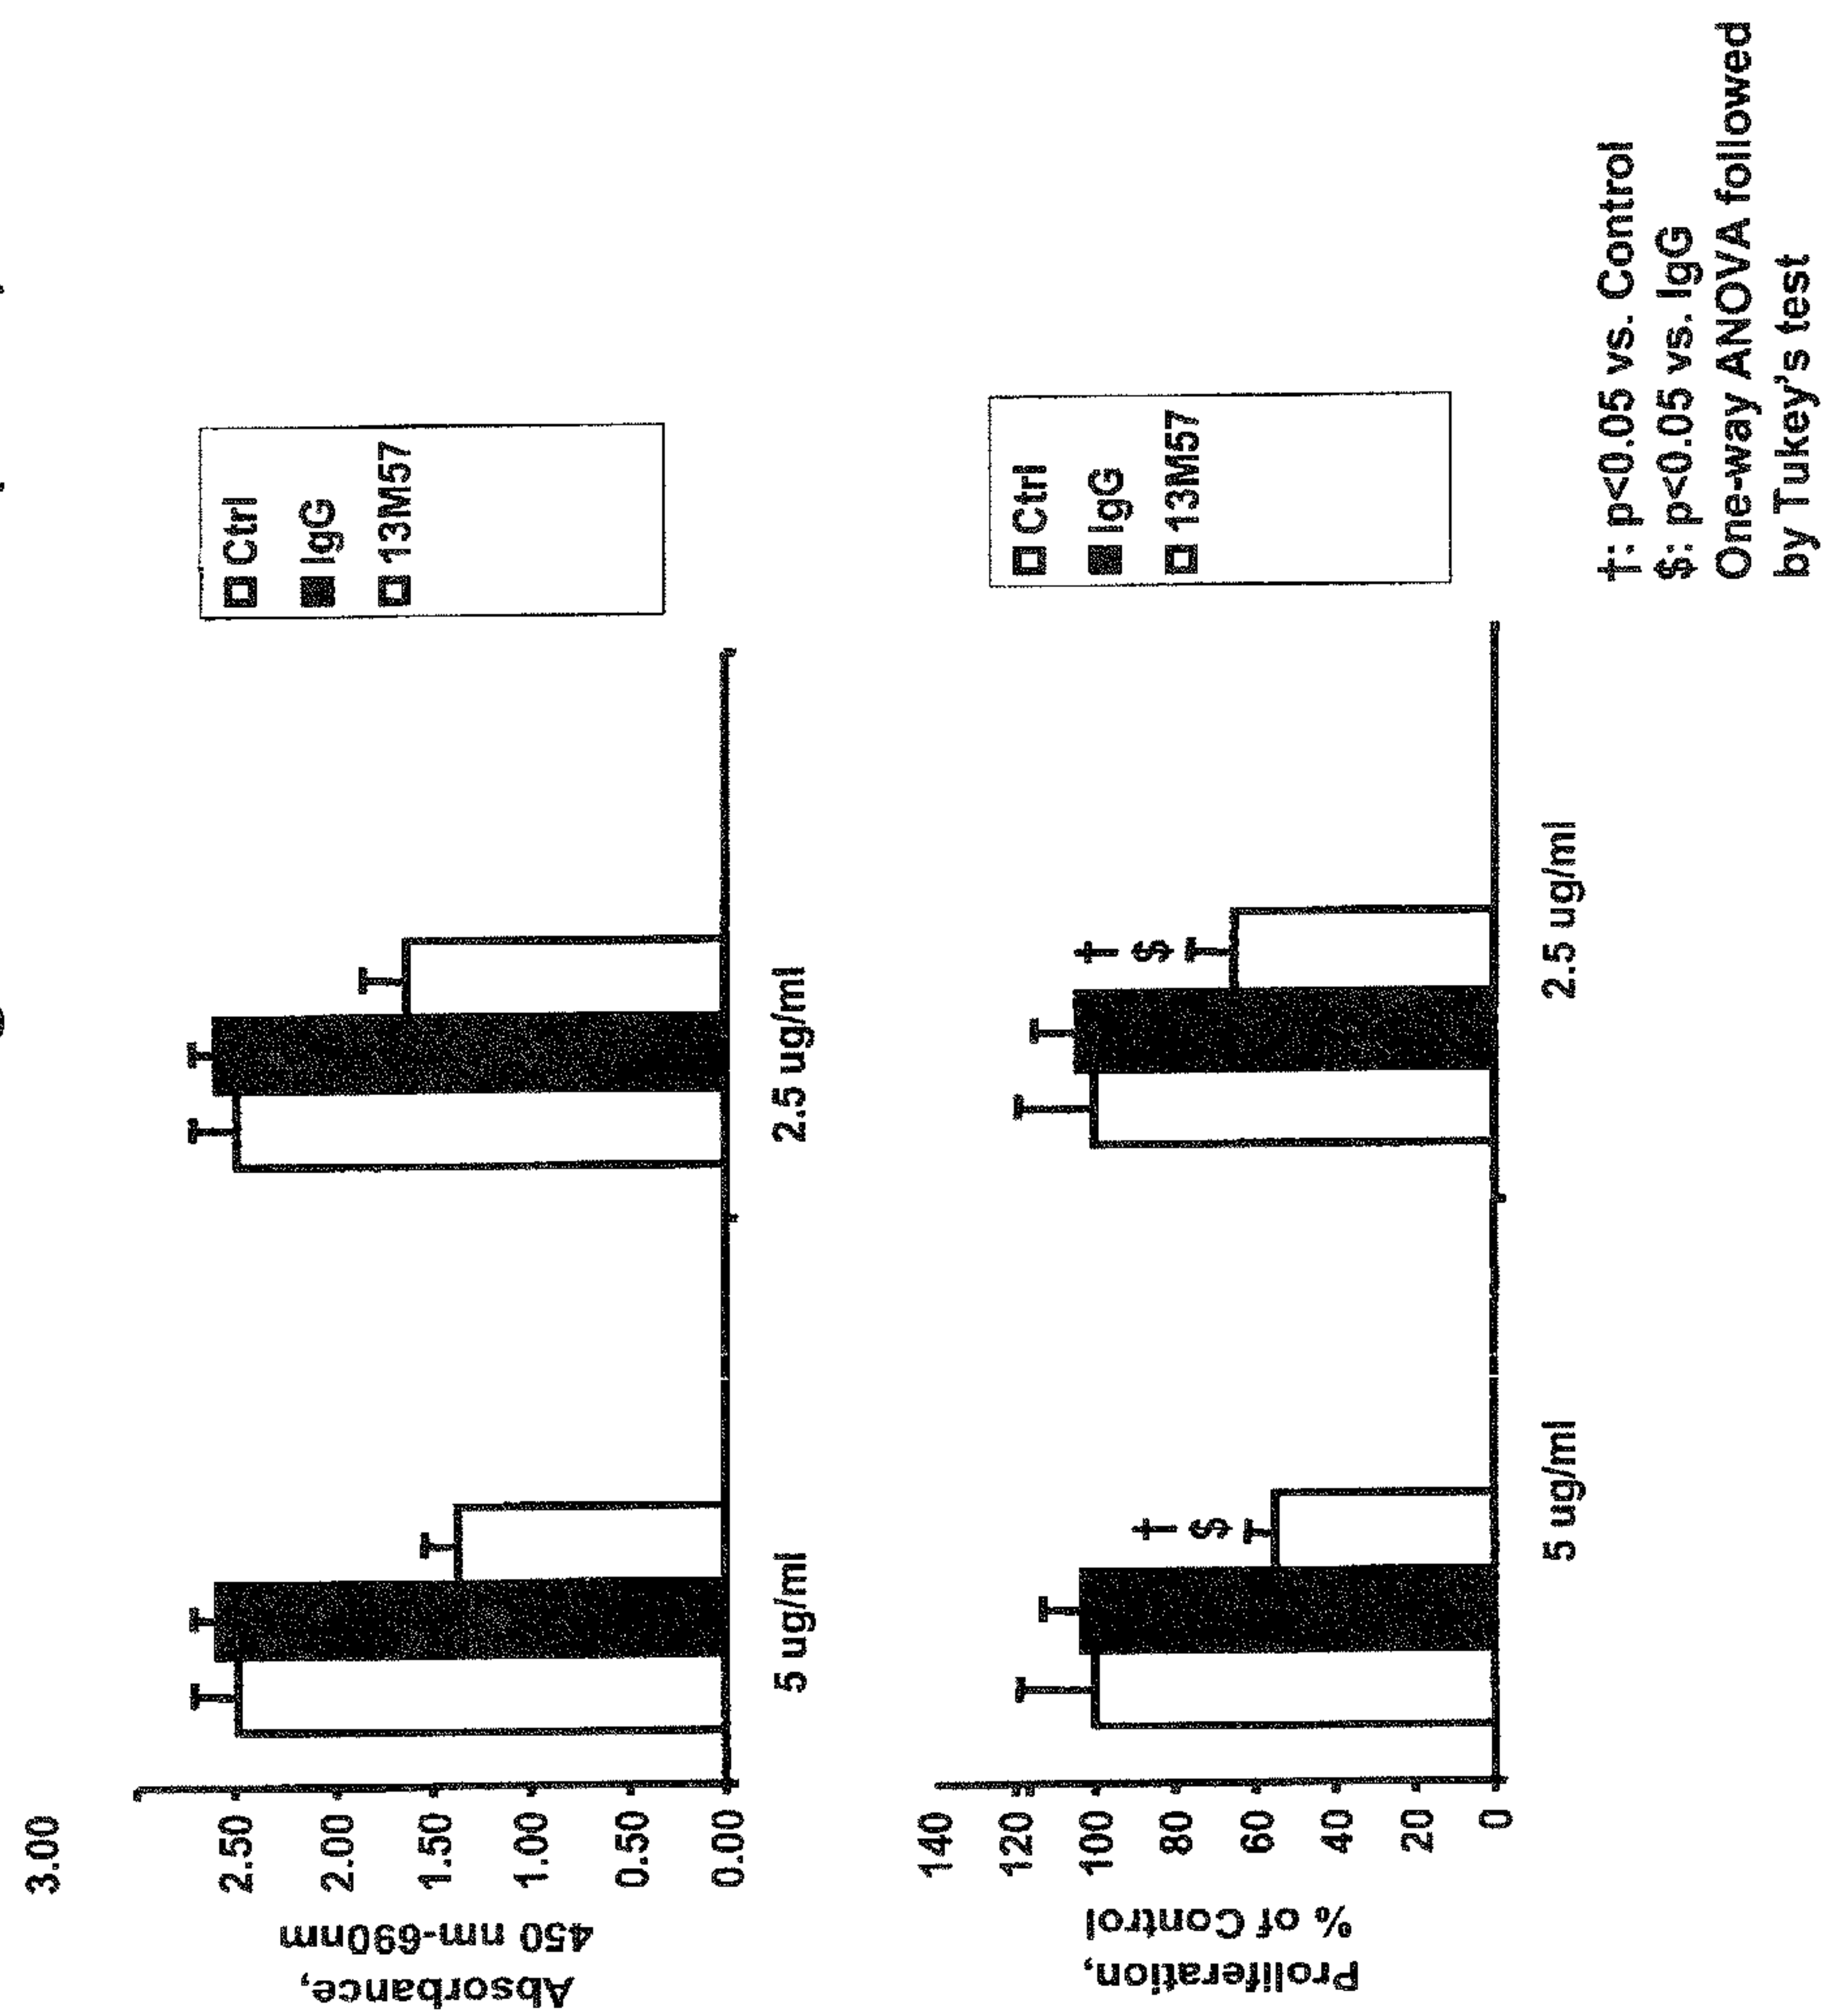 3.00
2.50
2.00
1.50
1.00
0.50
0.00
Absorbance,
450 nm-690nm
5 ug/ml
2.5 ug/ml
Ctrl
IgG
13M57
140
120
100
80
60
40
20
0
Proliferation,
% of Control
† $
† $
5 ug/ml
2.5 ug/ml
Ctrl
IgG
13M57
†: p<0.05 vs. Control
$: p<0.05 vs. IgG
One-way ANOVA followed
by Tukey's test